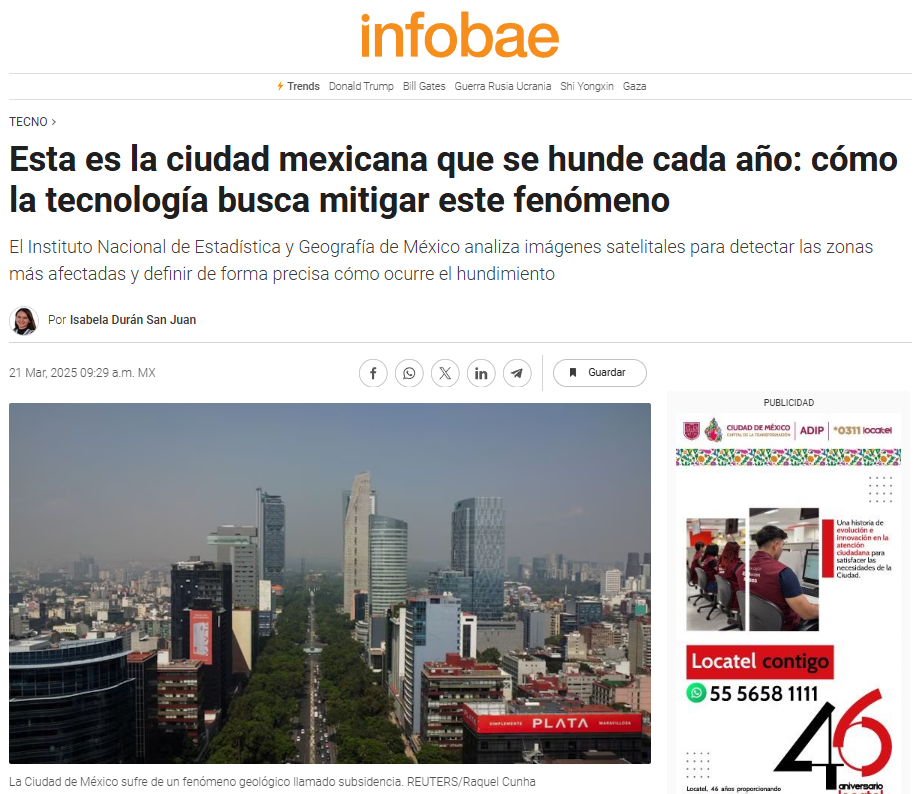 infobae
Trends Donald Trump Bill Gates Guerra Rusia Ucrania Shi Yongxin Gaza
TECNO >
Esta es la ciudad mexicana que se hunde cada año: cómo
la tecnología busca mitigar este fenómeno
El Instituto Nacional de Estadística y Geografía de México analiza imágenes satelitales para detectar las zonas
más afectadas y definir de forma precisa cómo ocurre el hundimiento
Por Isabela Durán San Juan
21 Mar, 2025 09:29 a.m. MX
Guardar
SIMPLEMENTE PLATA MARAVILLOSA
La Ciudad de México sufre de un fenómeno geológico llamado subsidencia. REUTERS/Raquel Cunha
PUBLICIDAD
CIUDAD DE MÉXICO
CAPITAL DE LA TRANSFORMACIÓN
ADIP
*0311 locatel
Una historia de
evolución e
innovación en la
atención
ciudadana para
satisfacer las
necesidades de la
Ciudad.
Locatel contigo
55 5658 1111
46
aniversario
locatel
Locatel, 46 años proporcionando